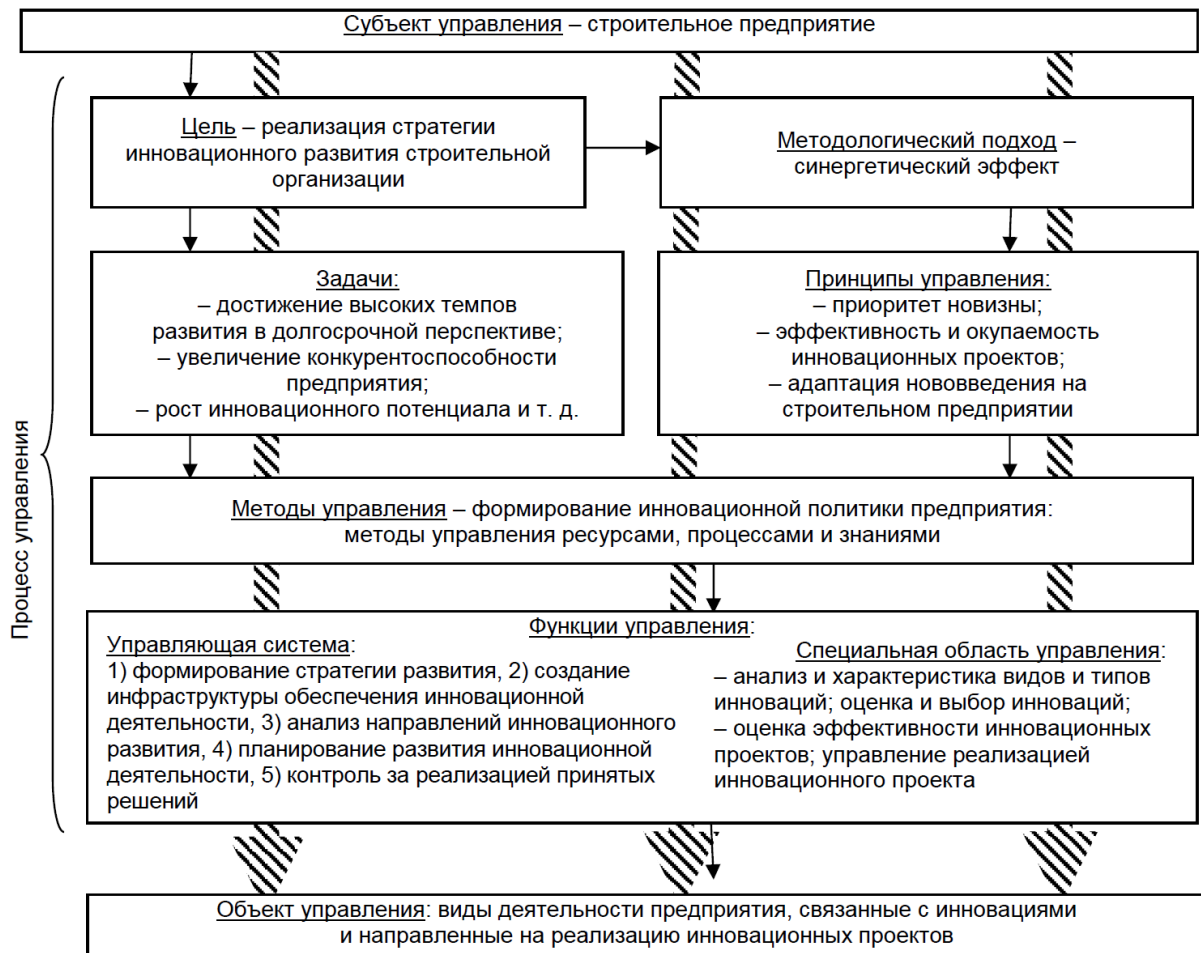 Субъект управления – строительное предприятие
Цель – реализация стратегии
инновационного развития строительной
организации
Методологический подход –
синергетический эффект
Задачи:
– достижение высоких темпов
развития в долгосрочной перспективе;
– увеличение конкурентоспособности
предприятия;
– рост инновационного потенциала и т. д.
Принципы управления:
– приоритет новизны;
– эффективность и окупаемость
инновационных проектов;
– адаптация нововведения на
строительном предприятии
Процесс управления
Методы управления – формирование инновационной политики предприятия:
методы управления ресурсами, процессами и знаниями
Функции управления:
Управляющая система:
1) формирование стратегии развития, 2) создание
инфраструктуры обеспечения инновационной
деятельности, 3) анализ направлений инновационного
развития, 4) планирование развития инновационной
деятельности, 5) контроль за реализацией принятых
решений
Специальная область управления:
– анализ и характеристика видов и типов
инноваций; оценка и выбор инноваций;
– оценка эффективности инновационных
проектов; управление реализацией
инновационного проекта
Объект управления: виды деятельности предприятия, связанные с инновациями
и направленные на реализацию инновационных проектов